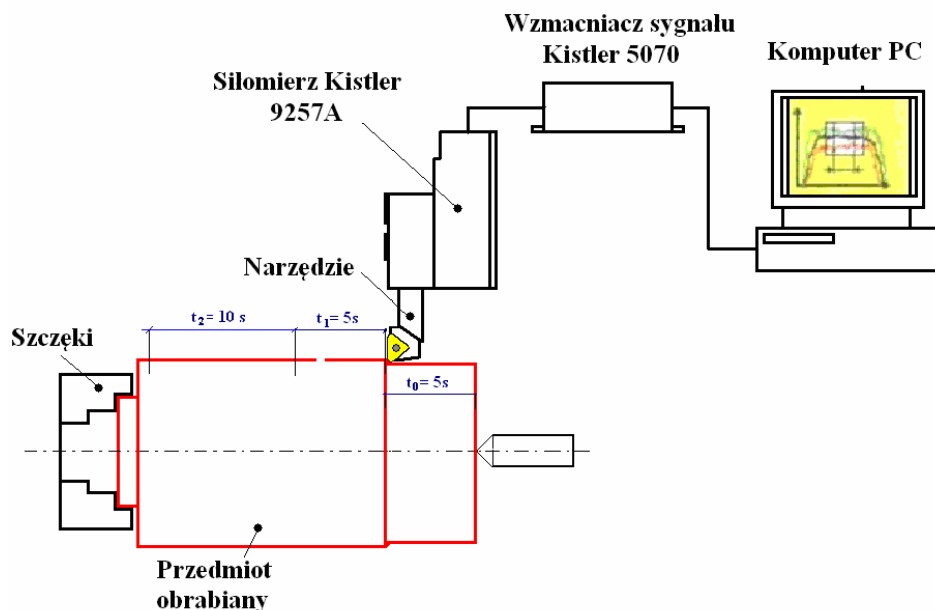 Wzmacniacz sygnału
Kistler 5070
Komputer PC
Siłomierz Kistler
9257A
Narzędzie
t₂= 10 s
t₁= 5s
Szczęki
t₀= 5s
Przedmiot
obrabiany